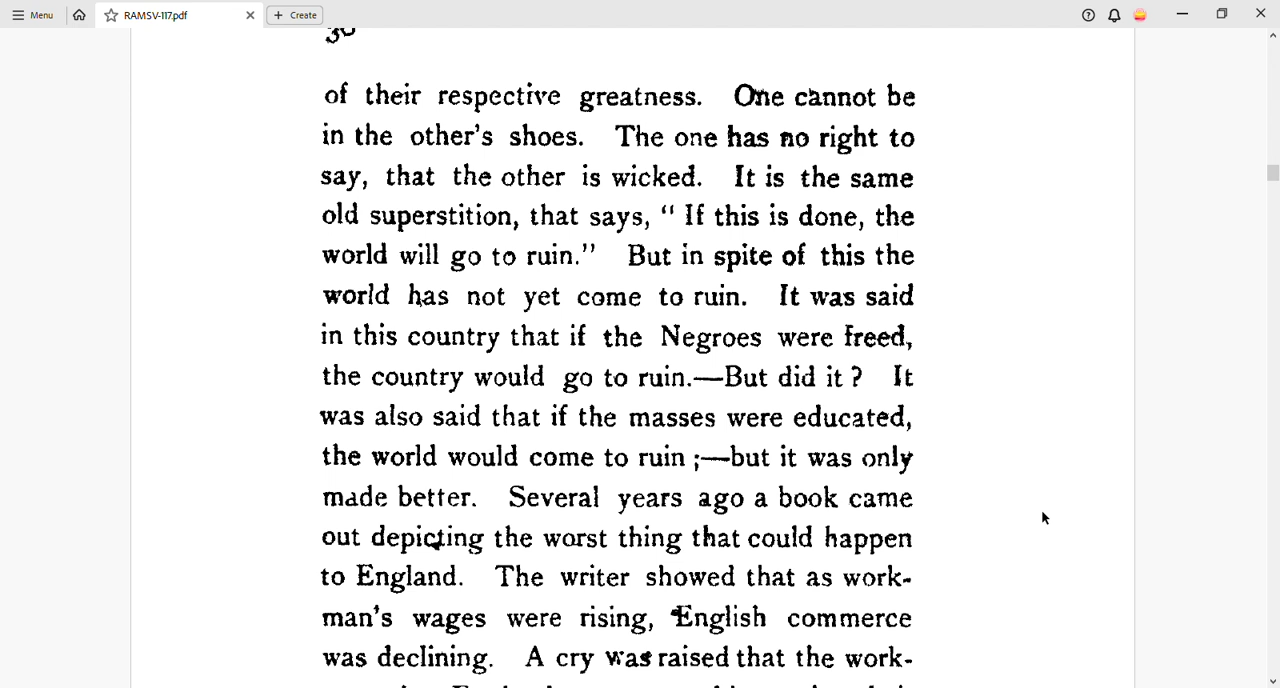 Menu
RAMSV-117.pdf
+ Create
of their respective greatness. One cannot be
in the other's shoes. The one has no right to
say, that the other is wicked. It is the same
old superstition, that says, " If this is done, the
world will go to ruin." But in spite of this the
world has not yet come to ruin. It was said
in this country that if the Negroes were freed,
the country would go to ruin.—But did it ? It
was also said that if the masses were educated,
the world would come to ruin ;—but it was only
made better. Several years ago a book came
out depicting the worst thing that could happen
to England. The writer showed that as work-
man's wages were rising, English commerce
was declining. A cry was raised that the work-